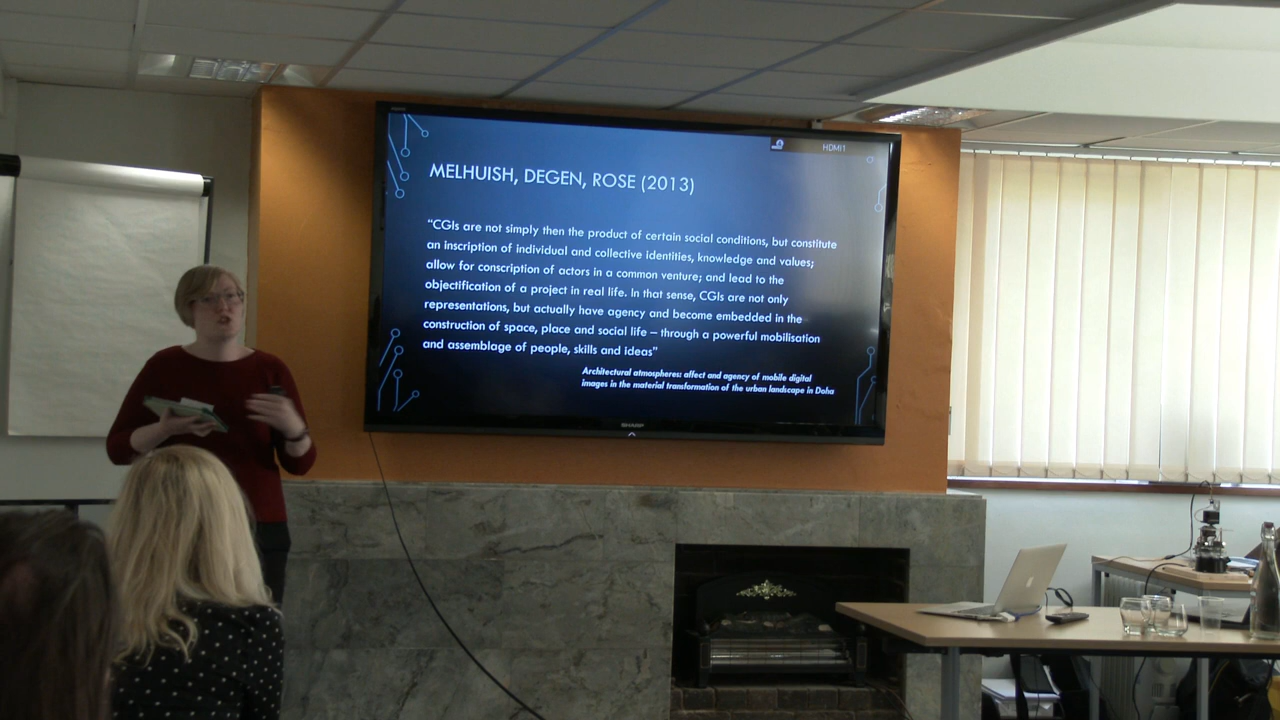 HDMI1
MELHUISH, DEGEN, ROSE (2013)
“CGIs are not simply then the product of certain social conditions, but constitute
an inscription of individual and collective identities, knowledge and values;
allow for conscription of actors in a common venture; and lead to the
objectification of a project in real life. In that sense, CGIs are not only
representations, but actually have agency and become embedded in the
construction of space, place and social life – through a powerful mobilisation
and assemblage of people, skills and ideas”
Architectural atmospheres: affect and agency of mobile digital
images in the material transformation of the urban landscape in Doha
SHARP